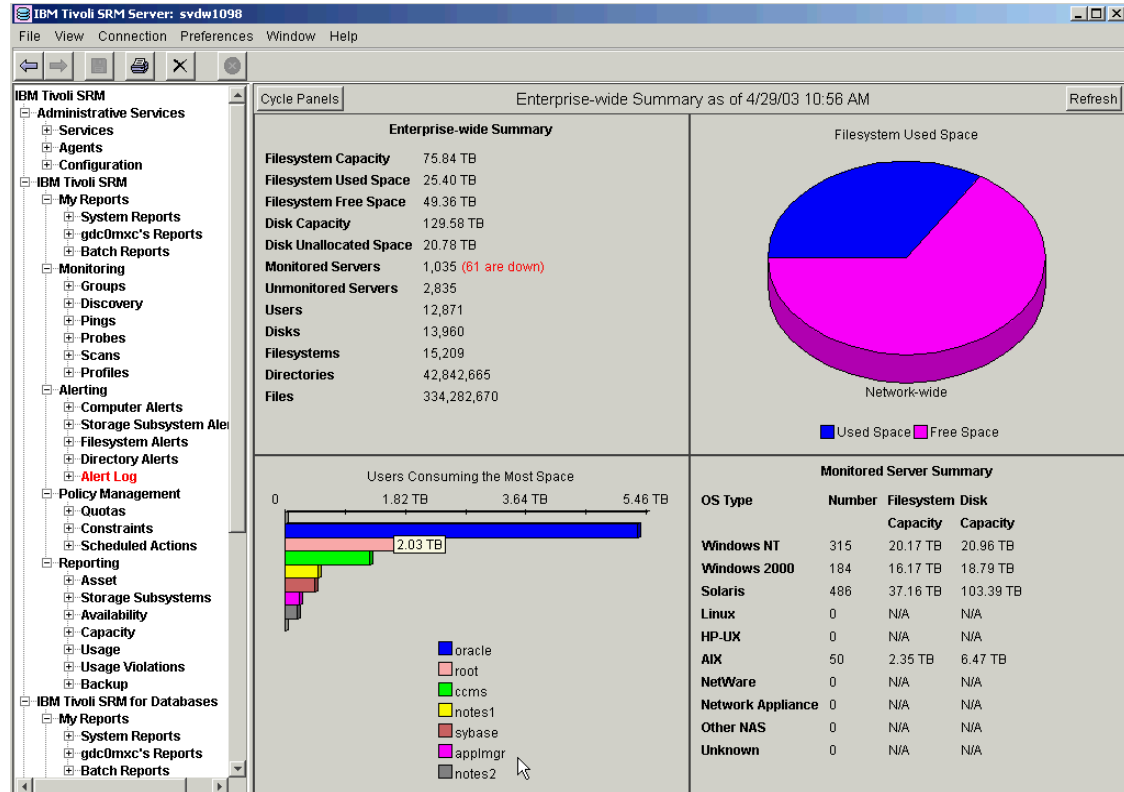 IBM Tivoli SRM Server: svdw1098
File View Connection Preferences Window Help
IBM Tivoli SRM
Administrative Services
Services
Agents
Configuration
IBM Tivoli SRM
My Reports
System Reports
gdc0mxc's Reports
Batch Reports
Monitoring
Groups
Discovery
Pings
Probes
Scans
Profiles
Alerting
Computer Alerts
Storage Subsystem Aler
Filesystem Alerts
Directory Alerts
Alert Log
Policy Management
Quotas
Constraints
Scheduled Actions
Reporting
Asset
Storage Subsystems
Availability
Capacity
Usage
Usage Violations
Backup
IBM Tivoli SRM for Databases
My Reports
System Reports
gdc0mxc's Reports
Batch Reports
Cycle Panels Enterprise-wide Summary as of 4/29/03 10:56 AM Refresh
Enterprise-wide Summary
Filesystem Capacity 75.84 TB
Filesystem Used Space 25.40 TB
Filesystem Free Space 49.36 TB
Disk Capacity 129.58 TB
Disk Unallocated Space 20.78 TB
Monitored Servers 1,035 (61 are down)
Unmonitored Servers 2,835
Users 12,871
Disks 13,960
Filesystems 15,209
Directories 42,842,665
Files 334,282,670
Filesystem Used Space
Network-wide
Used Space Free Space
Users Consuming the Most Space
0 1.82 TB 3.64 TB 5.46 TB
2.03 TB
oracle
root
ccms
notes1
sybase
applmgr
notes2
Monitored Server Summary
OS Type Number Filesystem Disk
Capacity Capacity
Windows NT 315 20.17 TB 20.96 TB
Windows 2000 184 16.17 TB 18.79 TB
Solaris 486 37.16 TB 103.39 TB
Linux 0 N/A N/A
HP-UX 0 N/A N/A
AIX 50 2.35 TB 6.47 TB
NetWare 0 N/A N/A
Network Appliance 0 N/A N/A
Other NAS 0 N/A N/A
Unknown 0 N/A N/A